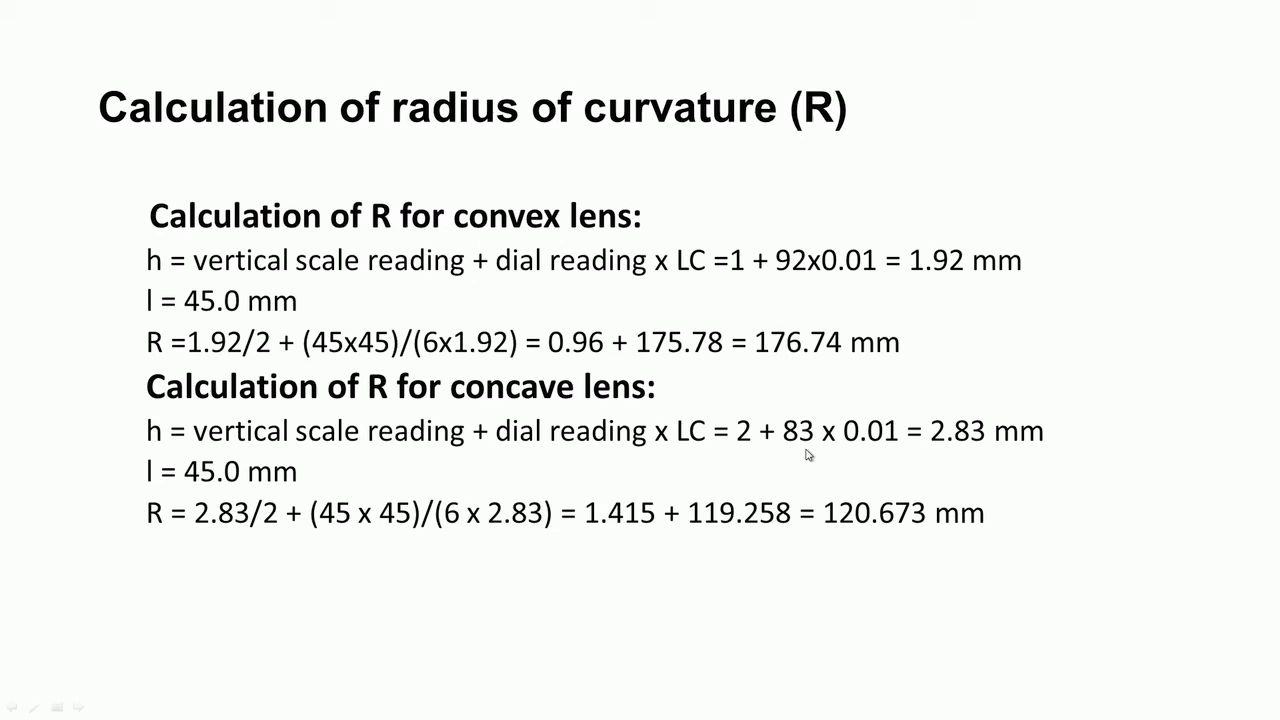 Calculation of radius of curvature (R)
Calculation of R for convex lens:
h = vertical scale reading + dial reading x LC =1 + 92x0.01 = 1.92 mm
l = 45.0 mm
R =1.92/2 + (45x45)/(6x1.92) = 0.96 + 175.78 = 176.74 mm
Calculation of R for concave lens:
h = vertical scale reading + dial reading x LC = 2 + 83 x 0.01 = 2.83 mm
l = 45.0 mm
R = 2.83/2 + (45 x 45)/(6 x 2.83) = 1.415 + 119.258 = 120.673 mm